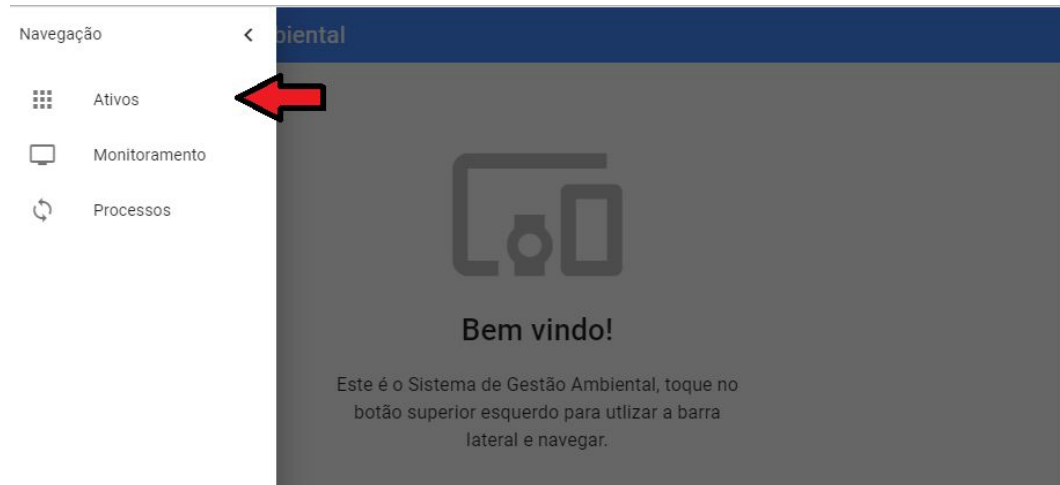 Navegação
biental
Ativos
Monitoramento
Processos
Bem vindo!
Este é o Sistema de Gestão Ambiental, toque no
botão superior esquerdo para utlizar a barra
lateral e navegar.